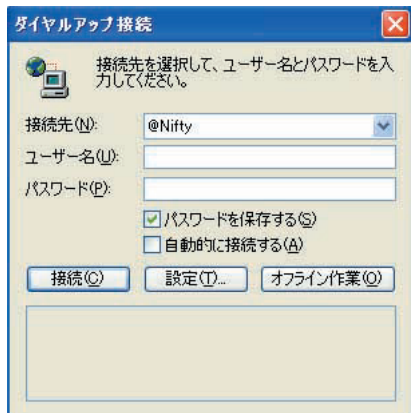 ダイヤルアップ接続
接続先を選択して、ユーザー名とパスワードを入
力してください。
接続先(N):
@Nifty
ユーザー名(U):
パスワード(P):
パスワードを保存する(S)
自動的に接続する(A)
接続(C)
設定(T)...
オフライン作業(O)